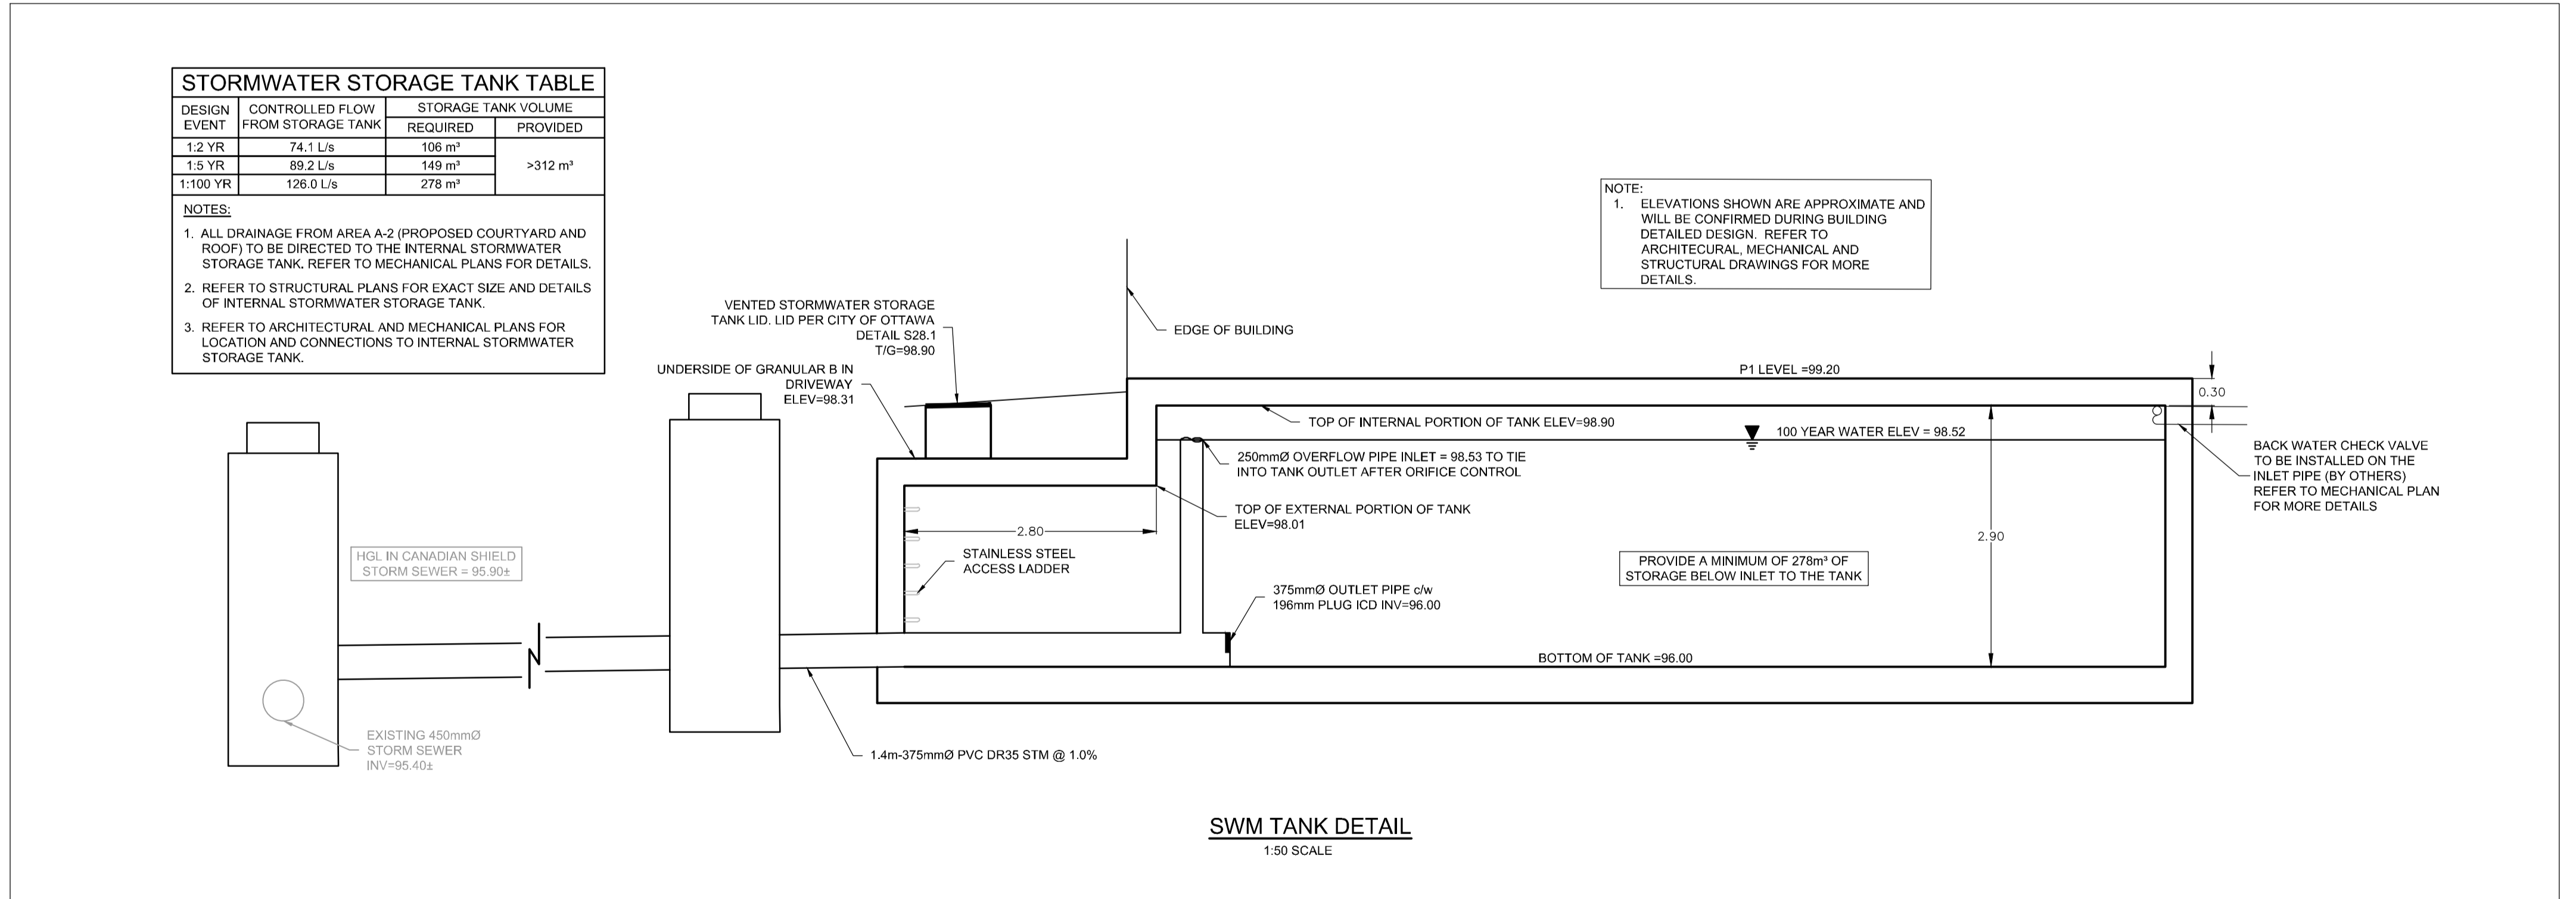 STORMWATER STORAGE TANK TABLE
DESIGN EVENT
CONTROLLED FLOW FROM STORAGE TANK
STORAGE TANK VOLUME
REQUIRED PROVIDED
1:2 YR 74.1 L/s 106 m³
1:5 YR 89.2 L/s 149 m³ >312 m³
1:100 YR 126.0 L/s 278 m³
NOTES:
1. ALL DRAINAGE FROM AREA A-2 (PROPOSED COURTYARD AND
ROOF) TO BE DIRECTED TO THE INTERNAL STORMWATER
STORAGE TANK. REFER TO MECHANICAL PLANS FOR DETAILS.
2. REFER TO STRUCTURAL PLANS FOR EXACT SIZE AND DETAILS
OF INTERNAL STORMWATER STORAGE TANK.
3. REFER TO ARCHITECTURAL AND MECHANICAL PLANS FOR
LOCATION AND CONNECTIONS TO INTERNAL STORMWATER
STORAGE TANK.
NOTE:
1. ELEVATIONS SHOWN ARE APPROXIMATE AND
WILL BE CONFIRMED DURING BUILDING
DETAILED DESIGN. REFER TO
ARCHITECURAL, MECHANICAL AND
STRUCTURAL DRAWINGS FOR MORE
DETAILS.
VENTED STORMWATER STORAGE
TANK LID. LID PER CITY OF OTTAWA
DETAIL S28.1
T/G=98.90
EDGE OF BUILDING
UNDERSIDE OF GRANULAR B IN
DRIVEWAY
ELEV=98.31
P1 LEVEL =99.20
0.30
TOP OF INTERNAL PORTION OF TANK ELEV=98.90
100 YEAR WATER ELEV = 98.52
250mmØ OVERFLOW PIPE INLET = 98.53 TO TIE
INTO TANK OUTLET AFTER ORIFICE CONTROL
BACK WATER CHECK VALVE
TO BE INSTALLED ON THE
INLET PIPE (BY OTHERS)
REFER TO MECHANICAL PLAN
FOR MORE DETAILS
TOP OF EXTERNAL PORTION OF TANK
ELEV=98.01
2.80
2.90
STAINLESS STEEL
ACCESS LADDER
HGL IN CANADIAN SHIELD
STORM SEWER = 95.90±
PROVIDE A MINIMUM OF 278m³ OF
STORAGE BELOW INLET TO THE TANK
375mmØ OUTLET PIPE c/w
196mm PLUG ICD INV=96.00
BOTTOM OF TANK =96.00
EXISTING 450mmØ
STORM SEWER
INV=95.40±
1.4m-375mmØ PVC DR35 STM @ 1.0%
SWM TANK DETAIL
1:50 SCALE